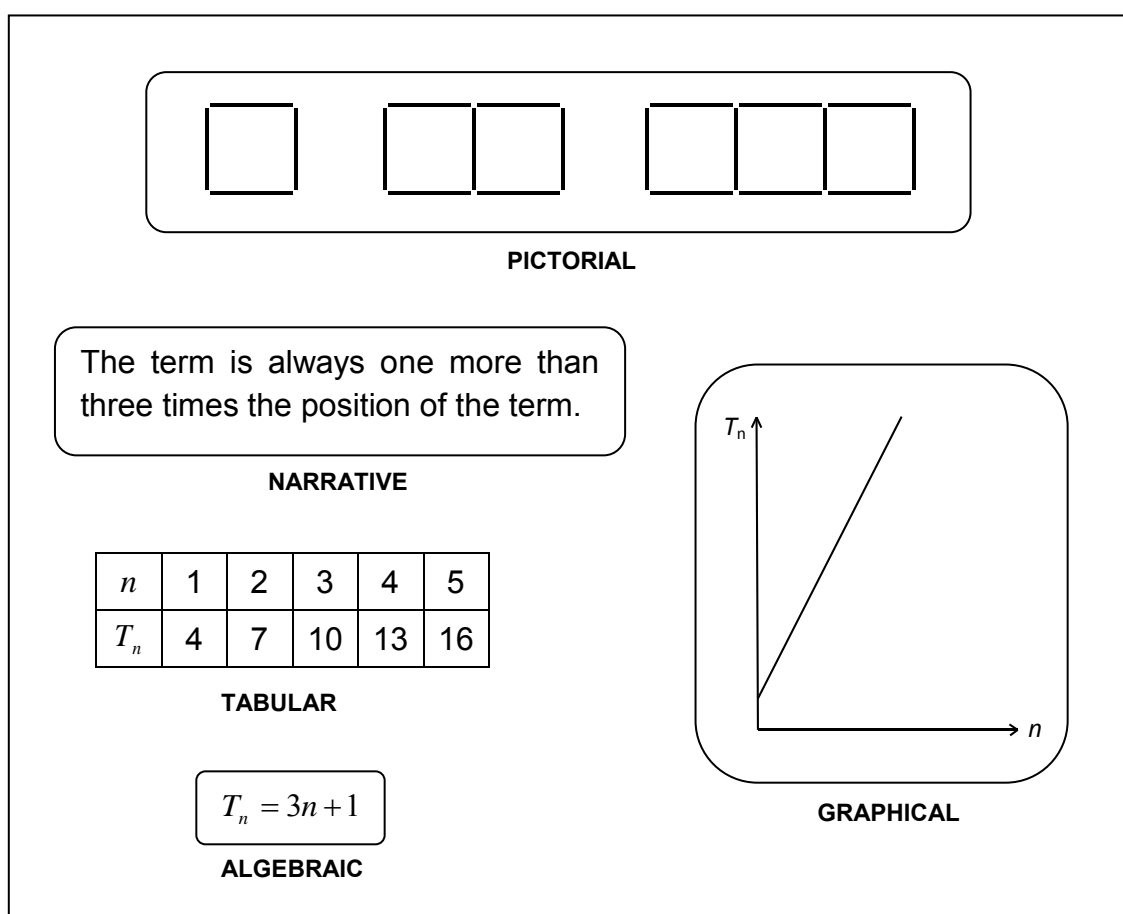 PICTORIAL
The term is always one more than
three times the position of the term.
NARRATIVE
n 1 2 3 4 5
Tₙ 4 7 10 13 16
TABULAR
Tₙ = 3n + 1
ALGEBRAIC
Tₙ
n
GRAPHICAL